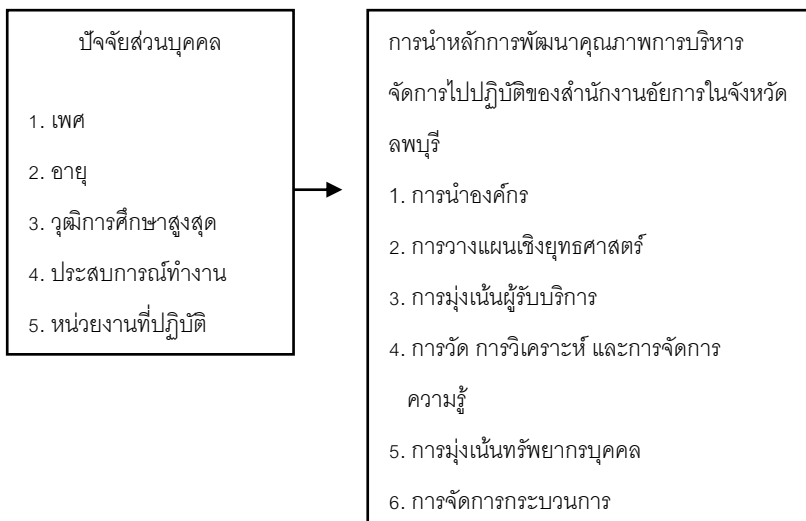 ปัจจัยส่วนบุคคล
1. เพศ
2. อายุ
3. วุฒิการศึกษาสูงสุด
4. ประสบการณ์ทำงาน
5. หน่วยงานที่ปฏิบัติ
การนำหลักการพัฒนาคุณภาพการบริหาร
จัดการไปปฏิบัติของสำนักงานอัยการในจังหวัด
ลพบุรี
1. การนำองค์กร
2. การวางแผนเชิงยุทธศาสตร์
3. การมุ่งเน้นผู้รับบริการ
4. การวัด การวิเคราะห์ และการจัดการ
ความรู้
5. การมุ่งเน้นทรัพยากรบุคคล
6. การจัดการกระบวนการ